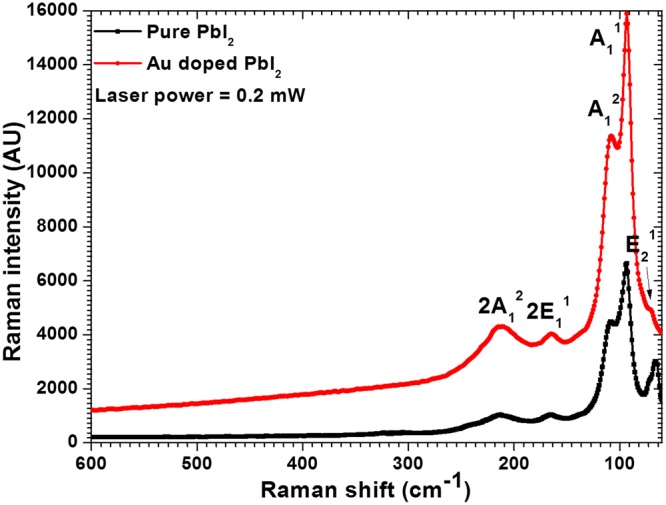 16000
14000
12000
10000
8000
6000
4000
2000
0
Raman intensity (AU)
Pure PbI₂
Au doped PbI₂
Laser power = 0.2 mW
A₁¹
A₁²
E₂¹
2A₁² 2E₁¹
600 500 400 300 200 100
Raman shift (cm⁻¹)